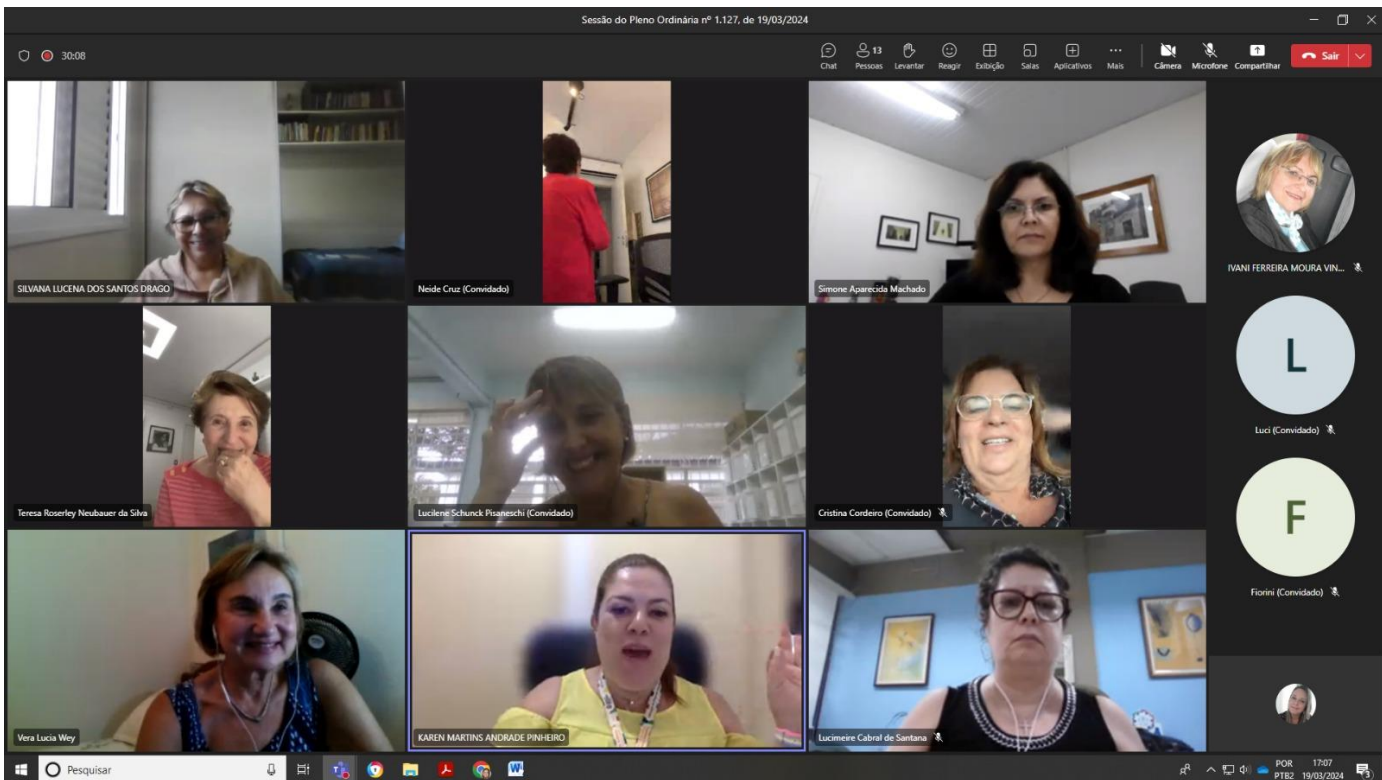 Sessão do Pleno Ordinária nº 1.127, de 19/03/2024
30:08
Chat
13
Pessoas
Levantar
Reagir
Exibição
Salas
Aplicativos
Mais
Câmera
Microfone
Compartilhar
Sair
SILVANA LUCENA DOS SANTOS DRAGO
Neide Cruz (Convidado)
Simone Aparecida Machado
IVANI FERREIRA MOURA VIN...
L
Luci (Convidado)
Teresa Roserley Neubauer da Silva
Lucilene Schunck Pisaneschi (Convidado)
Cristina Cordeiro (Convidado)
F
Fiorini (Convidado)
Vera Lucia Wey
KAREN MARTINS ANDRADE PINHEIRO
Lucimeire Cabral de Santana
Pesquisar
POR
PTB2
17:07
19/03/2024
3